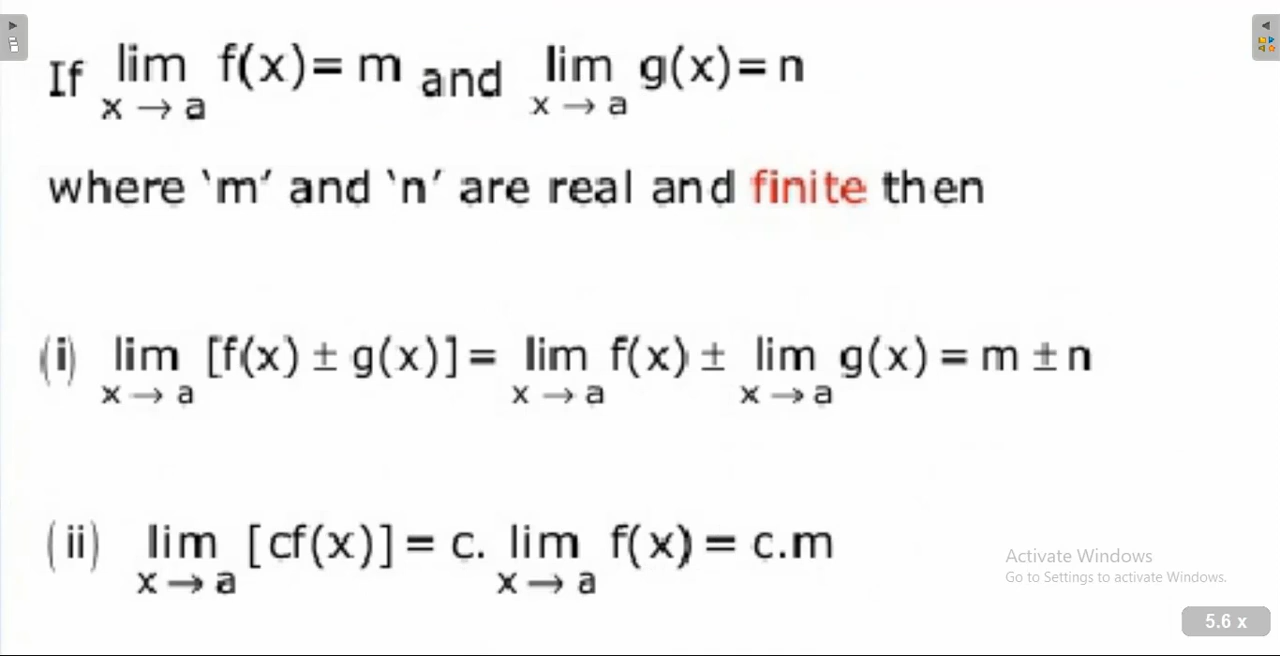 If lim f(x)= m and lim g(x)= n
x → a x → a
where ‘m’ and ‘n’ are real and finite then
(i) lim [f(x) ± g(x)] = lim f(x) ± lim g(x) = m ± n
x → a x → a x → a
(ii) lim [cf(x)] = c. lim f(x) = c.m
x → a x → a
Activate Windows
Go to Settings to activate Windows.
5.6 x